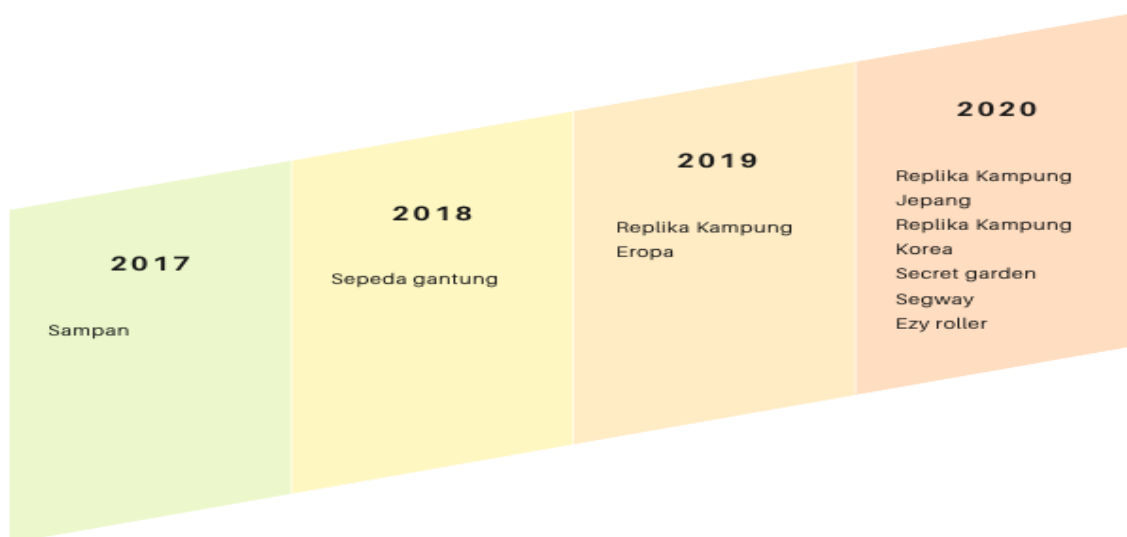 2017
Sampan
2018
Sepeda gantung
2019
Replika Kampung
Eropa
2020
Replika Kampung
Jepang
Replika Kampung
Korea
Secret garden
Segway
Ezy roller